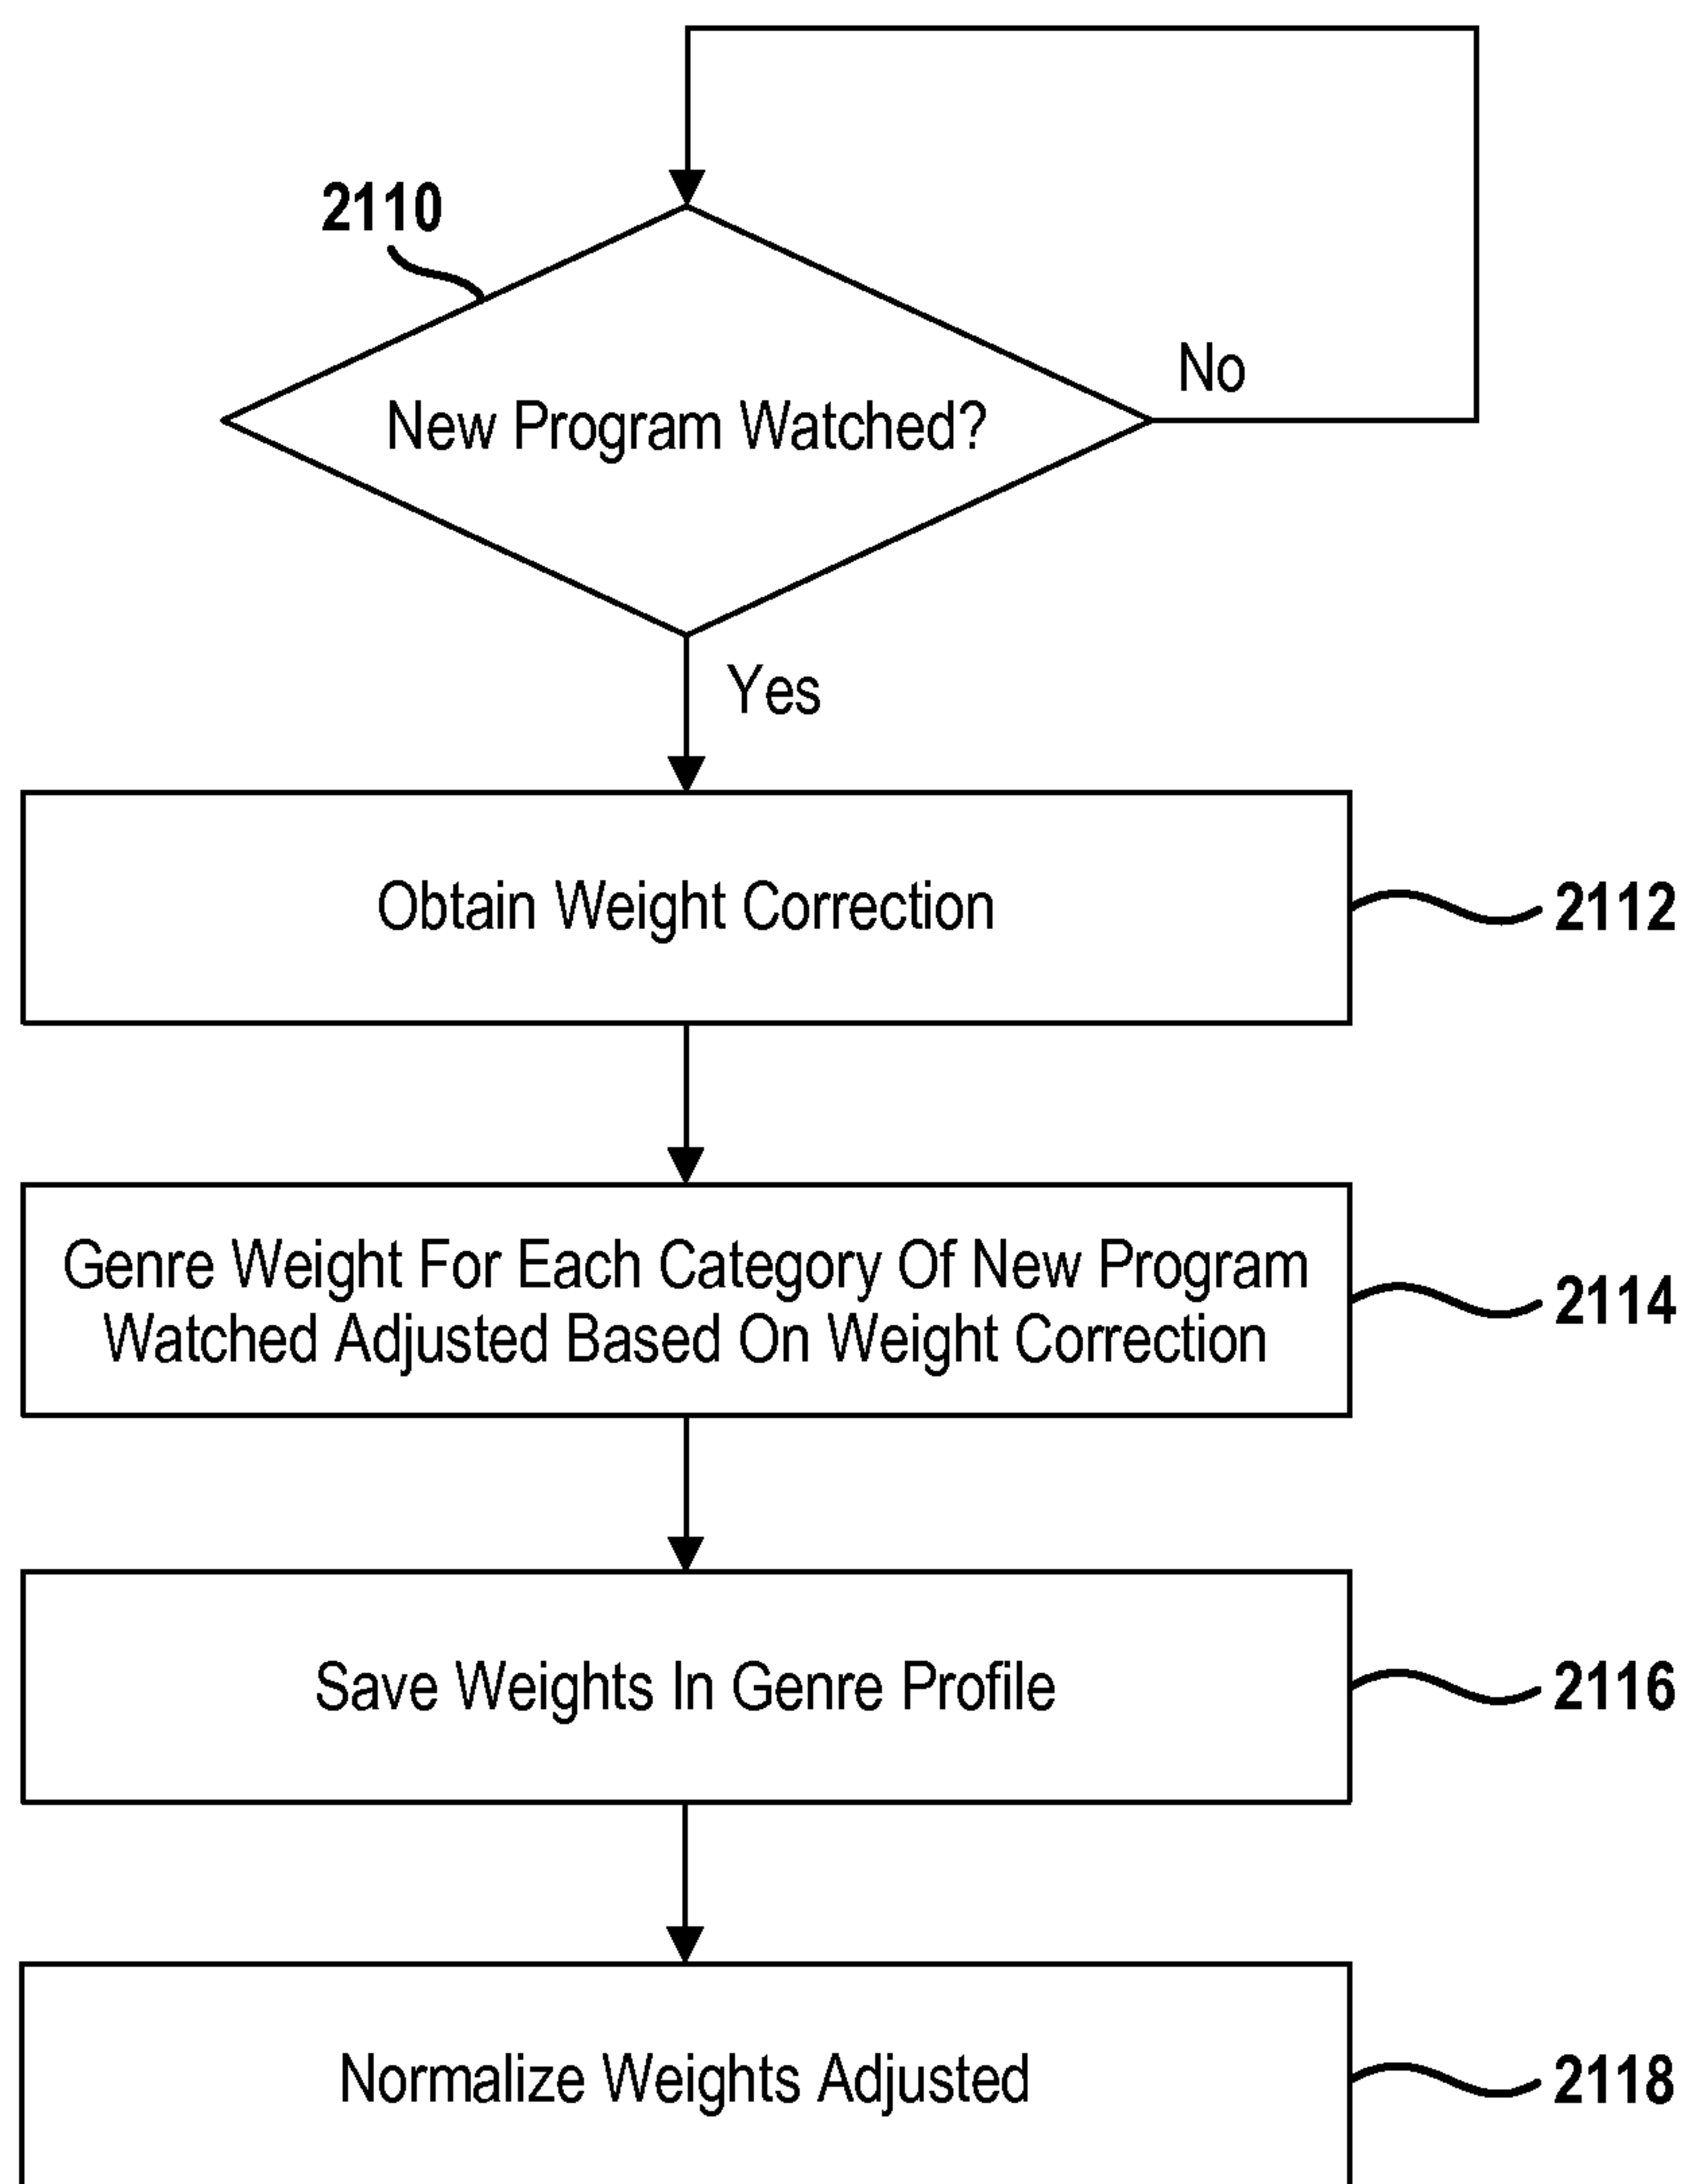 2110
New Program Watched?
No
Yes
Obtain Weight Correction
2112
Genre Weight For Each Category Of New Program
Watched Adjusted Based On Weight Correction
2114
Save Weights In Genre Profile
2116
Normalize Weights Adjusted
2118